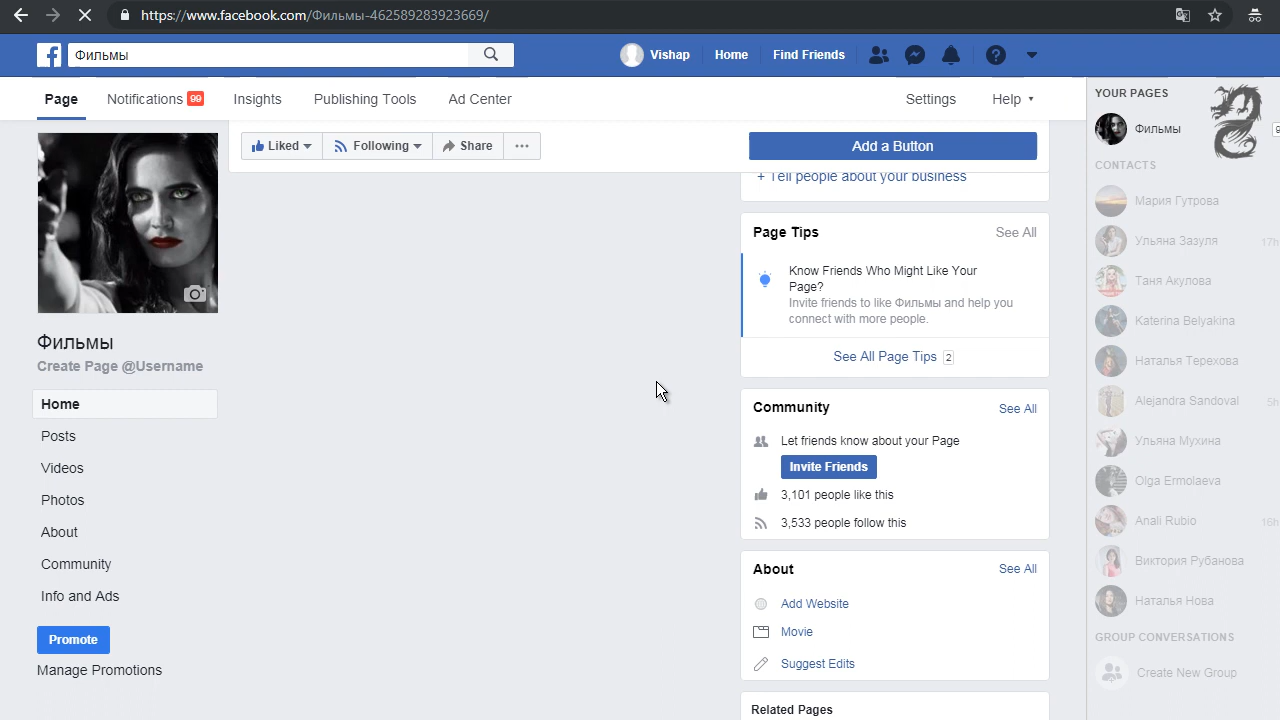 https://www.facebook.com/Фильмы-462589283923669/
Фильмы
Vishap
Home
Find Friends
Page
Notifications 99
Insights
Publishing Tools
Ad Center
Settings
Help
Liked
Following
Share
Add a Button
+ Tell people about your business
Page Tips
See All
Know Friends Who Might Like Your
Page?
Invite friends to like Фильмы and help you
connect with more people.
See All Page Tips 2
Community
See All
Let friends know about your Page
Invite Friends
3,101 people like this
3,533 people follow this
About
See All
Add Website
Movie
Suggest Edits
Related Pages
Фильмы
Create Page @Username
Home
Posts
Videos
Photos
About
Community
Info and Ads
Promote
Manage Promotions
YOUR PAGES
Фильмы
CONTACTS
Мария Гутрова
Ульяна Зазуля 17h
Таня Акулова
Katerina Belyakina
Наталья Терехова
Alejandra Sandoval 5h
Ульяна Мухина
Olga Ermolaeva
Anali Rubio 16h
Виктория Рубанова
Наталья Нова
GROUP CONVERSATIONS
Create New Group